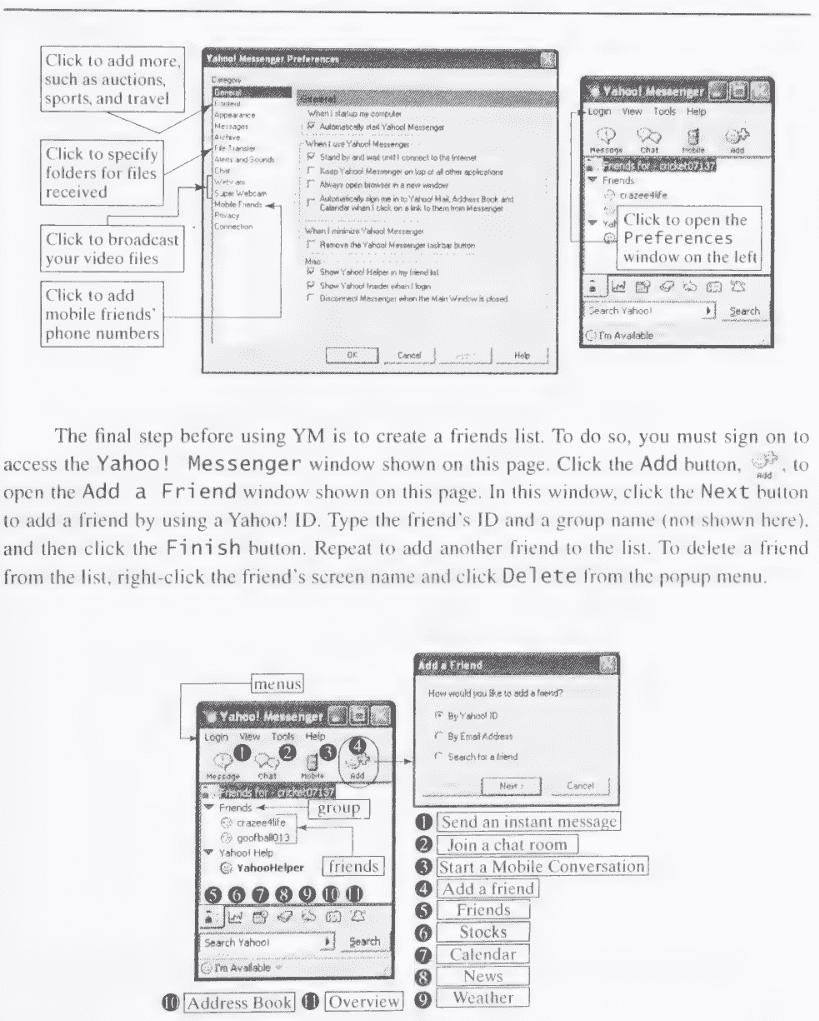 Click to add more,
such as auctions,
sports, and travel
Click to specify
folders for files
received
Click to broadcast
your video files
Click to add
mobile friends'
phone numbers
Yahoo! Messenger Preferences
Category
General
Content
Appearance
Messages
Archive
File Transfer
Alerts and Sounds
Chat
Webcam
Super Webcam
Mobile Friends
Privacy
Connection
General
When I startup my computer
Automatically start Yahoo! Messenger
When I use Yahoo! Messenger
Stand by and wait until I connect to the Internet
Keep Yahoo! Messenger on top of all other applications
Always open browser in a new window
Automatically sign me in to Yahoo! Mail, Address Book and
Calendar when I click on a link to them from Messenger
When I minimize Yahoo! Messenger
Remove the Yahoo! Messenger taskbar button
Misc
Show Yahoo! Helper in my friend list
Show Yahoo! Insider when I login
Disconnect Messenger when the Main Window is closed
OK Cancel Help
Yahoo! Messenger
Login View Tools Help
Message Chat Mobile Add
Friends for - cricket07137
Friends
crazee4life
Click to open the
Preferences
window on the left
Search Yahoo! Search
I'm Available
The final step before using YM is to create a friends list. To do so, you must sign on to
access the Yahoo! Messenger window shown on this page. Click the Add button, Add , to
open the Add a Friend window shown on this page. In this window, click the Next button
to add a friend by using a Yahoo! ID. Type the friend's ID and a group name (not shown here),
and then click the Finish button. Repeat to add another friend to the list. To delete a friend
from the list, right-click the friend's screen name and click Delete from the popup menu.
menus
Yahoo! Messenger
Login View Tools Help
1 2 3 4
Message Chat Mobile Add
Friends for - cricket07137
Friends
group
crazee4life
goofball013
Yahoo! Help
YahooHelper
friends
5 6 7 8 9 10 11
Search Yahoo! Search
I'm Available
10 Address Book 11 Overview
Add a Friend
How would you like to add a friend?
By Yahoo! ID
By Email Address
Search for a friend
Next > Cancel
1 Send an instant message
2 Join a chat room
3 Start a Mobile Conversation
4 Add a friend
5 Friends
6 Stocks
7 Calendar
8 News
9 Weather